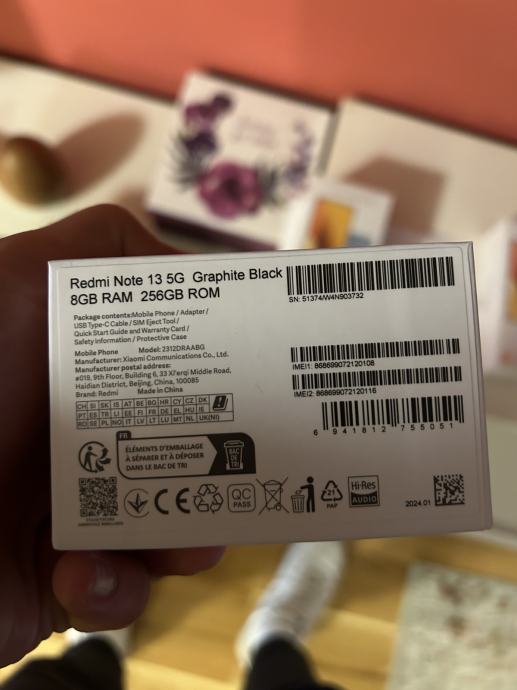 Redmi Note 13 5G Graphite Black
8GB RAM 256GB ROM
SN: 51374/W4N903732
Package contents:Mobile Phone / Adapter /
USB Type-C Cable / SIM Eject Tool /
Quick Start Guide and Warranty Card /
Safety Information / Protective Case
Mobile Phone Model: 2312DRAABG
Manufacturer: Xiaomi Communications Co., Ltd.
Manufacturer postal address:
#019, 9th Floor, Building 6, 33 Xi'erqi Middle Road,
Haidian District, Beijing, China, 100085
Brand: Redmi Made in China
IMEI1: 868699072120108
IMEI2: 868699072120116
6 941812 755051
CH SI SK IS AT BE BG HR CY CZ DK
PT ES TR LI EE FI FR DE EL HU IE
RO SE PL NO IT LV LT LU MT NL UK(NI)
FR
ÉLÉMENTS D'EMBALLAGE
À SÉPARER ET À DÉPOSER
DANS LE BAC DE TRI
BAC
DE
TRI
CE
QC
PASS
21
PAP
Hi-Res
AUDIO
2024.01